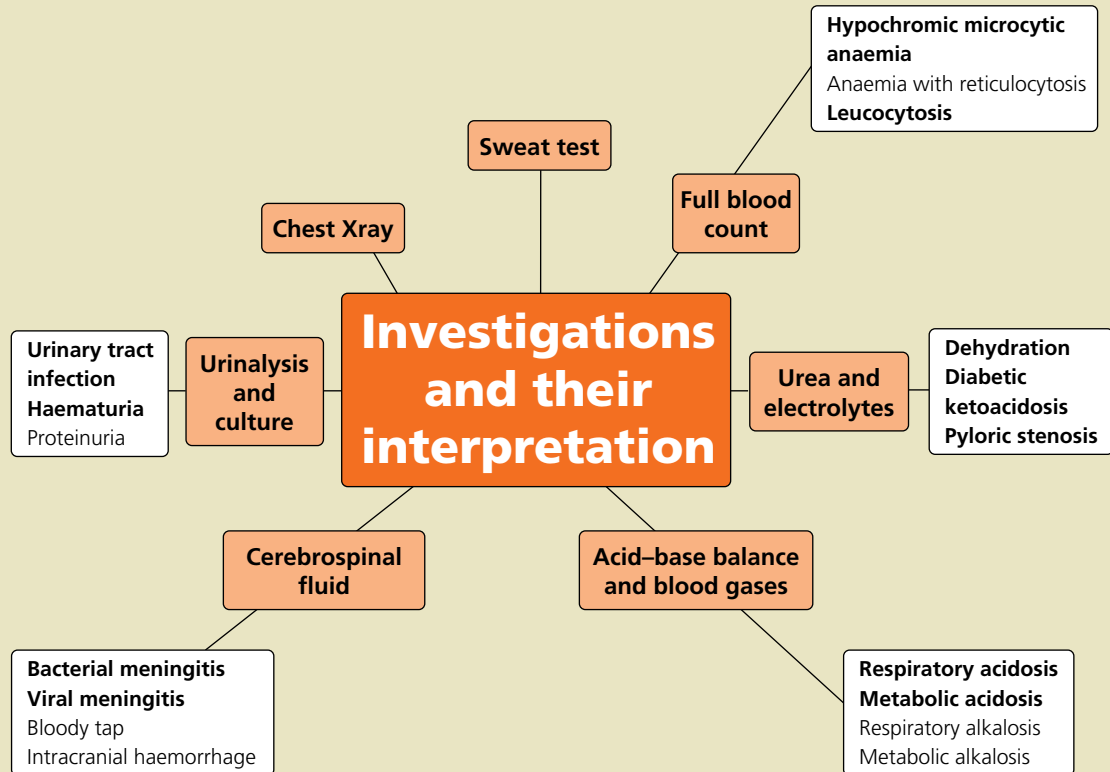 Hypochromic microcytic
anaemia
Anaemia with reticulocytosis
Leucocytosis
Sweat test
Full blood
count
Chest Xray
Investigations
and their
interpretation
Urinary tract
infection
Haematuria
Proteinuria
Urinalysis
and
culture
Urea and
electrolytes
Dehydration
Diabetic
ketoacidosis
Pyloric stenosis
Cerebrospinal
fluid
Acid–base balance
and blood gases
Bacterial meningitis
Viral meningitis
Bloody tap
Intracranial haemorrhage
Respiratory acidosis
Metabolic acidosis
Respiratory alkalosis
Metabolic alkalosis